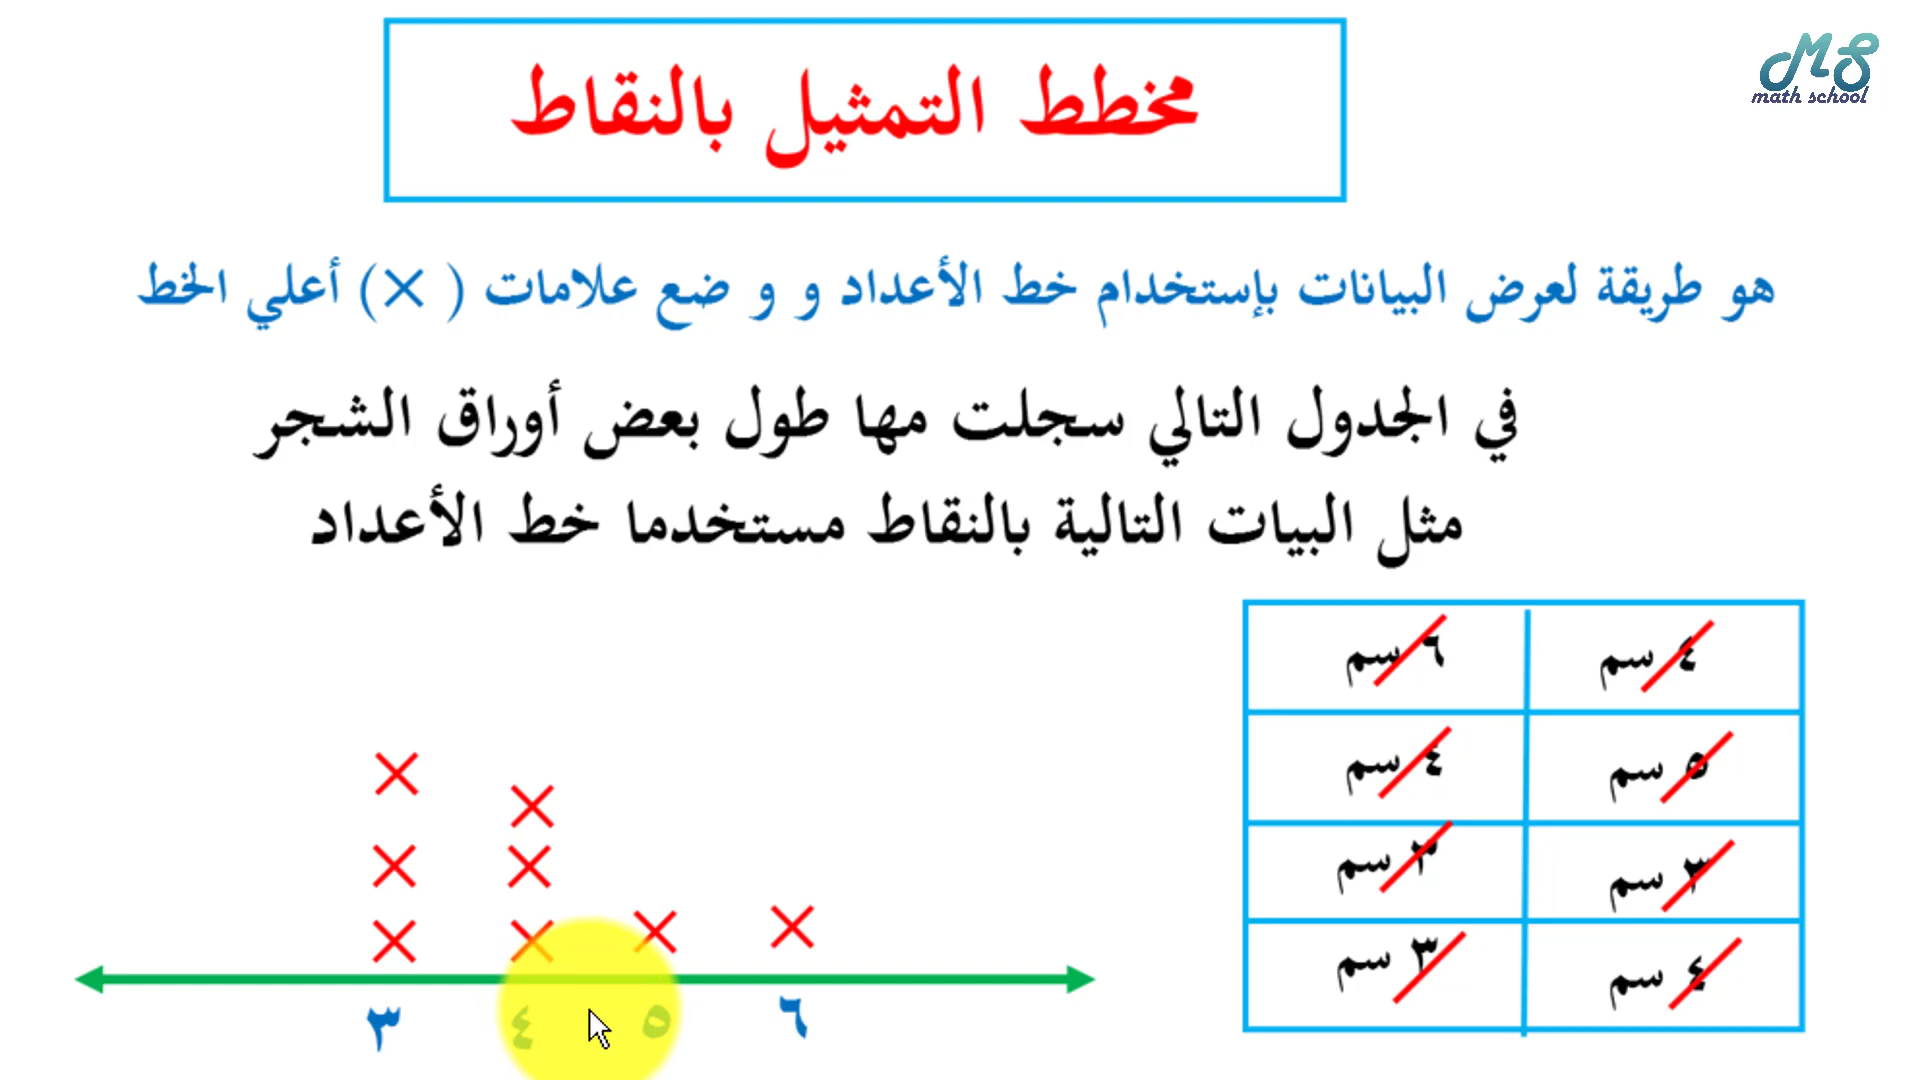 MS
math school
مخطط التمثيل بالنقاط
هو طريقة لعرض البيانات بإستخدام خط الأعداد و و ضع علامات ( × ) أعلي الخط
في الجدول التالي سجلت مها طول بعض أوراق الشجر
مثل البيات التالية بالنقاط مستخدما خط الأعداد
٤ سم ٦ سم
٥ سم ٤ سم
٣ سم ٣ سم
٤ سم ٣ سم
×
×
× ×
× × × ×
٣ ٤ ٥ ٦